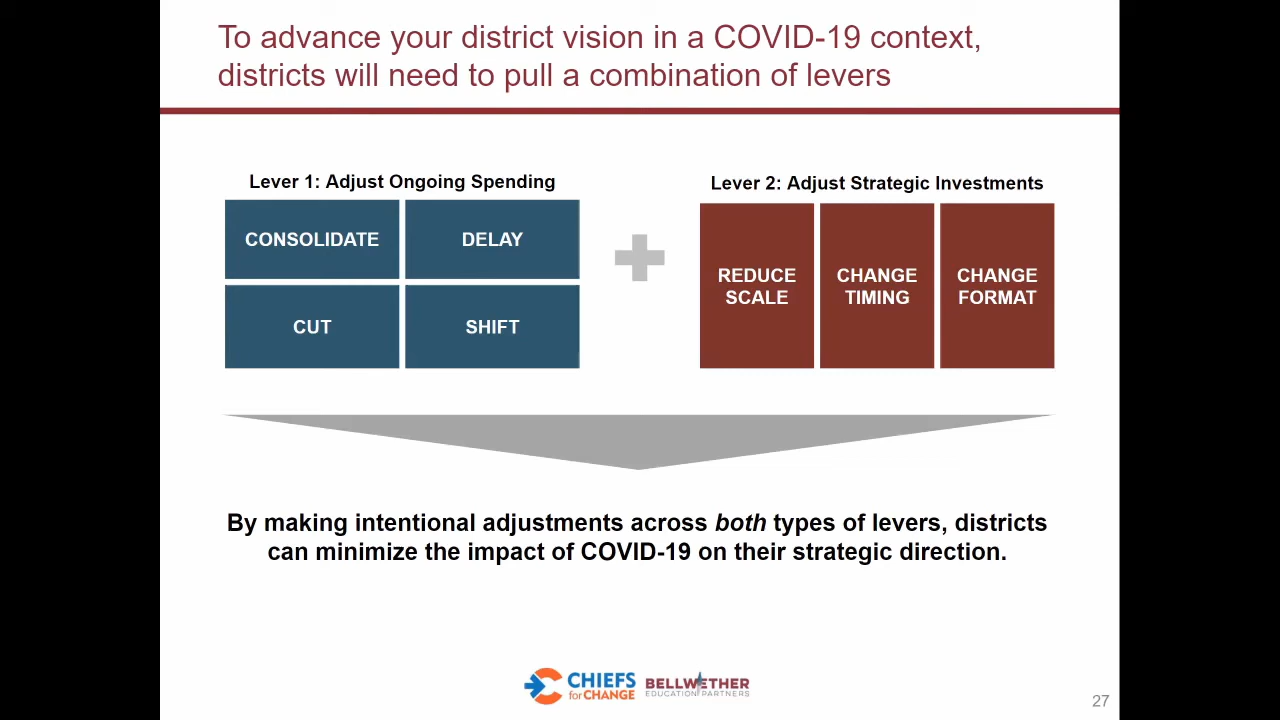 To advance your district vision in a COVID-19 context,
districts will need to pull a combination of levers
Lever 1: Adjust Ongoing Spending
CONSOLIDATE
DELAY
CUT
SHIFT
Lever 2: Adjust Strategic Investments
REDUCE
SCALE
CHANGE
TIMING
CHANGE
FORMAT
By making intentional adjustments across both types of levers, districts
can minimize the impact of COVID-19 on their strategic direction.
CHIEFS
for CHANGE
BELLWETHER
EDUCATION PARTNERS
27